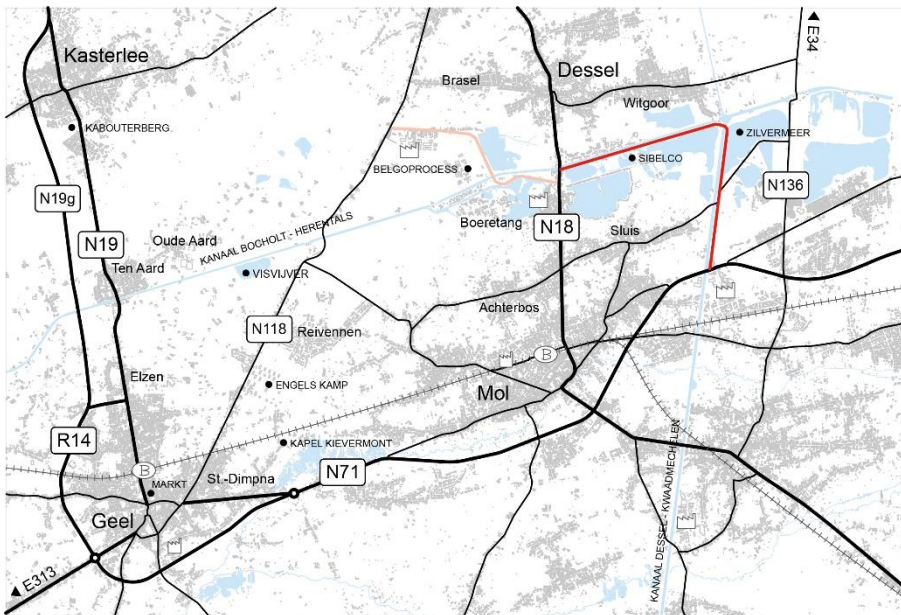 Kasterlee
Brasel
Dessel
E34
Witgoor
KABOUTERBERG
ZILVERMEER
SIBELCO
BELGOPROCESS
N136
N19g
N19
Boeretang
N18
Sluis
Oude Aard
KANAAL BOCHOLT - HERENTALS
Ten Aard
VISVIJVER
N118
Reivennen
Achterbos
B
Elzen
ENGELS KAMP
Mol
R14
KAPEL KIEVERMONT
B
St.-Dimpna
N71
MARKT
Geel
E313
KANAAL DESSEL - KWAADMECHELEN